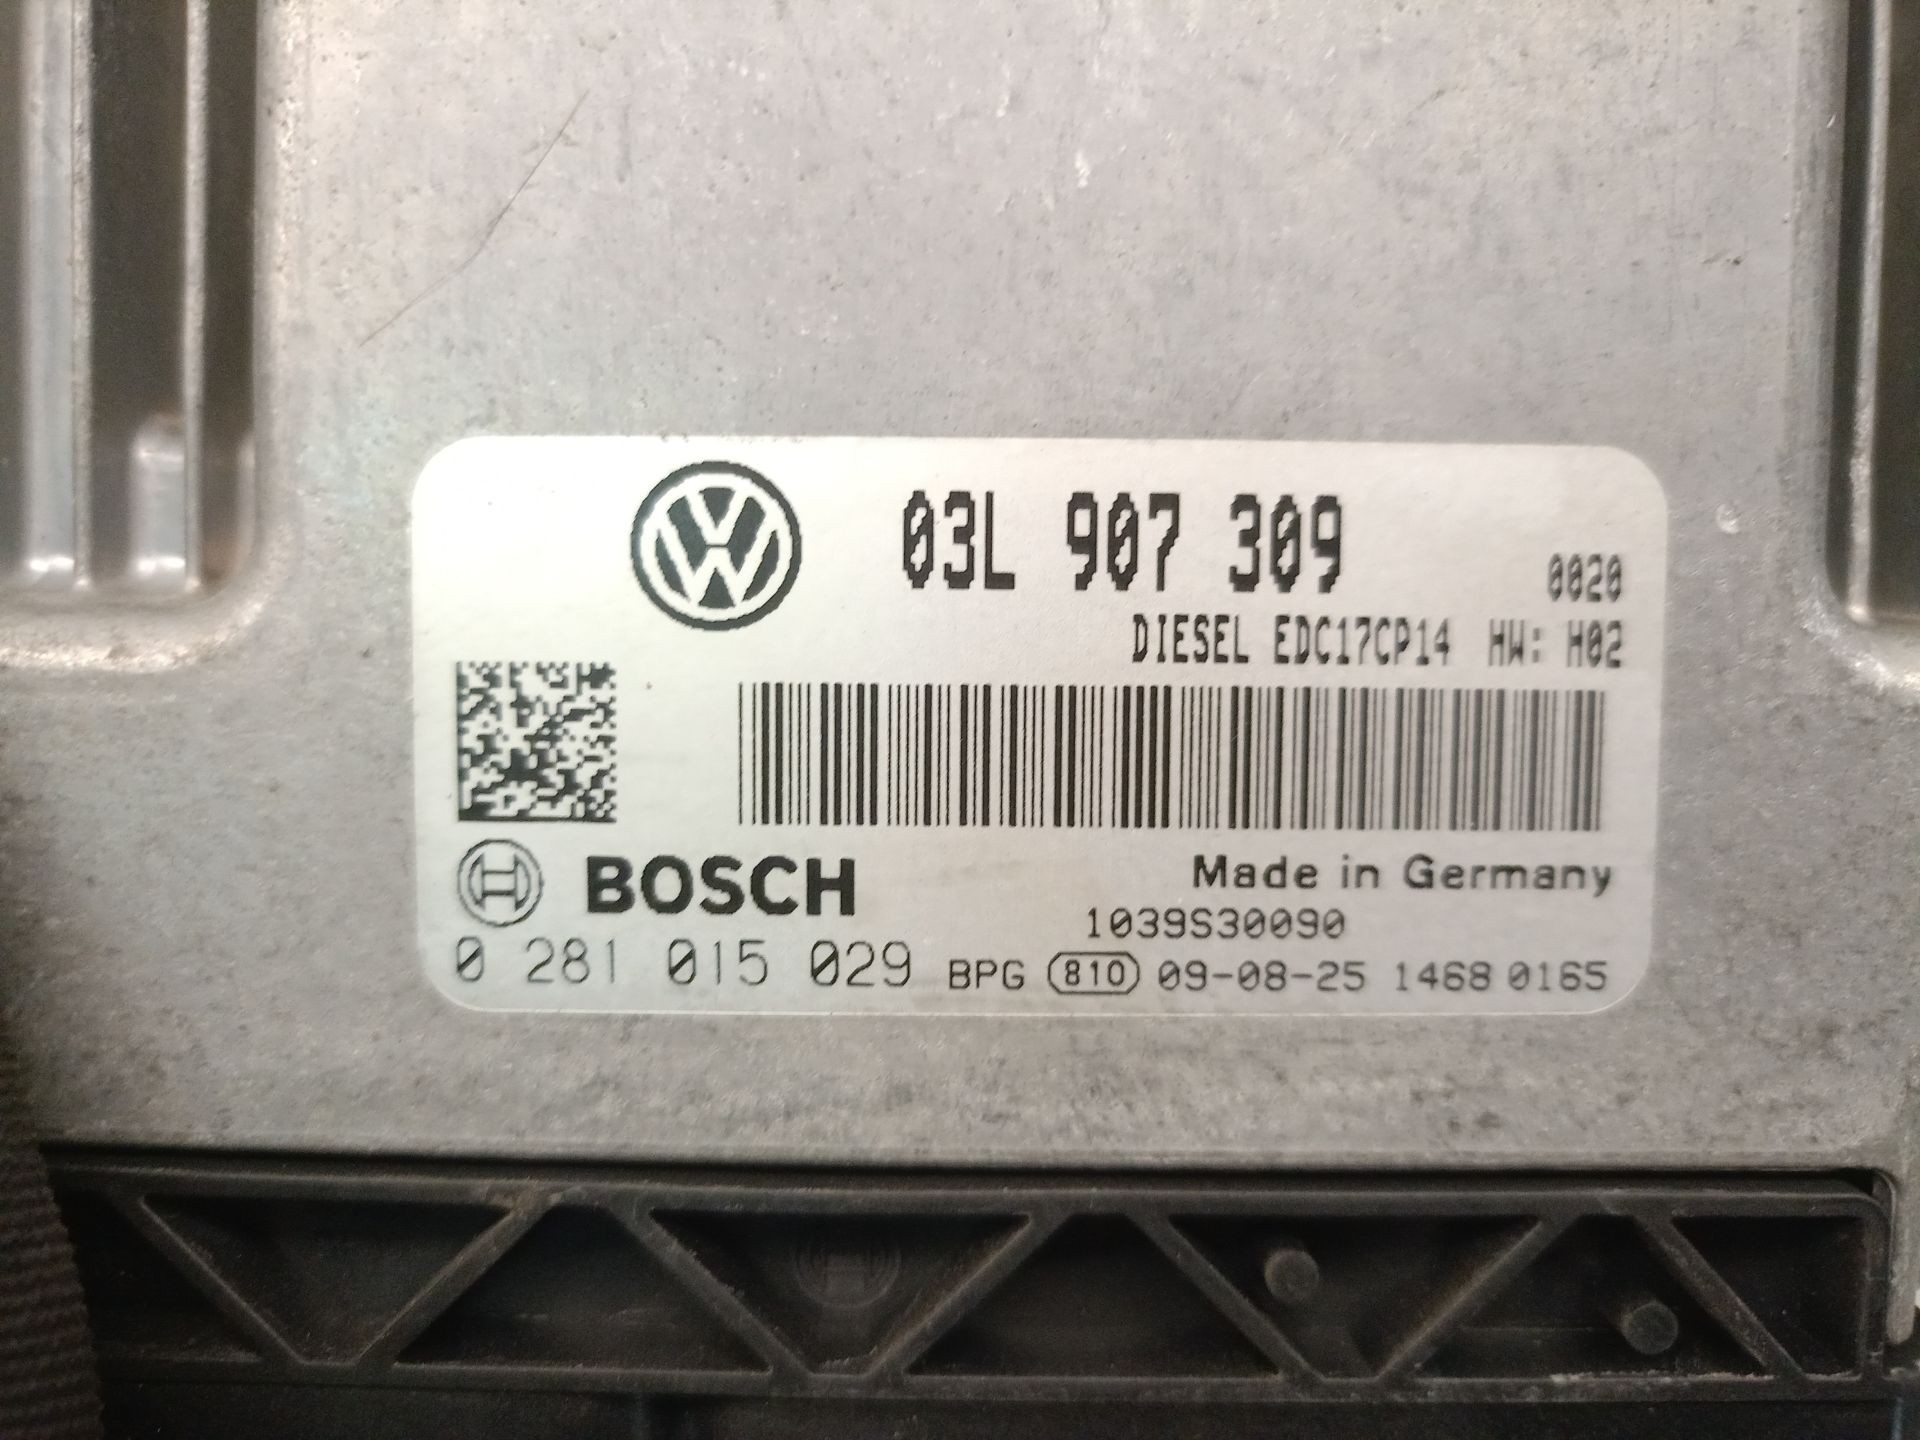 03L 907 309
0020
DIESEL EDC17CP14 HW: H02
BOSCH
Made in Germany
1039S30090
0 281 015 029 BPG 810 09-08-25 1468 0165